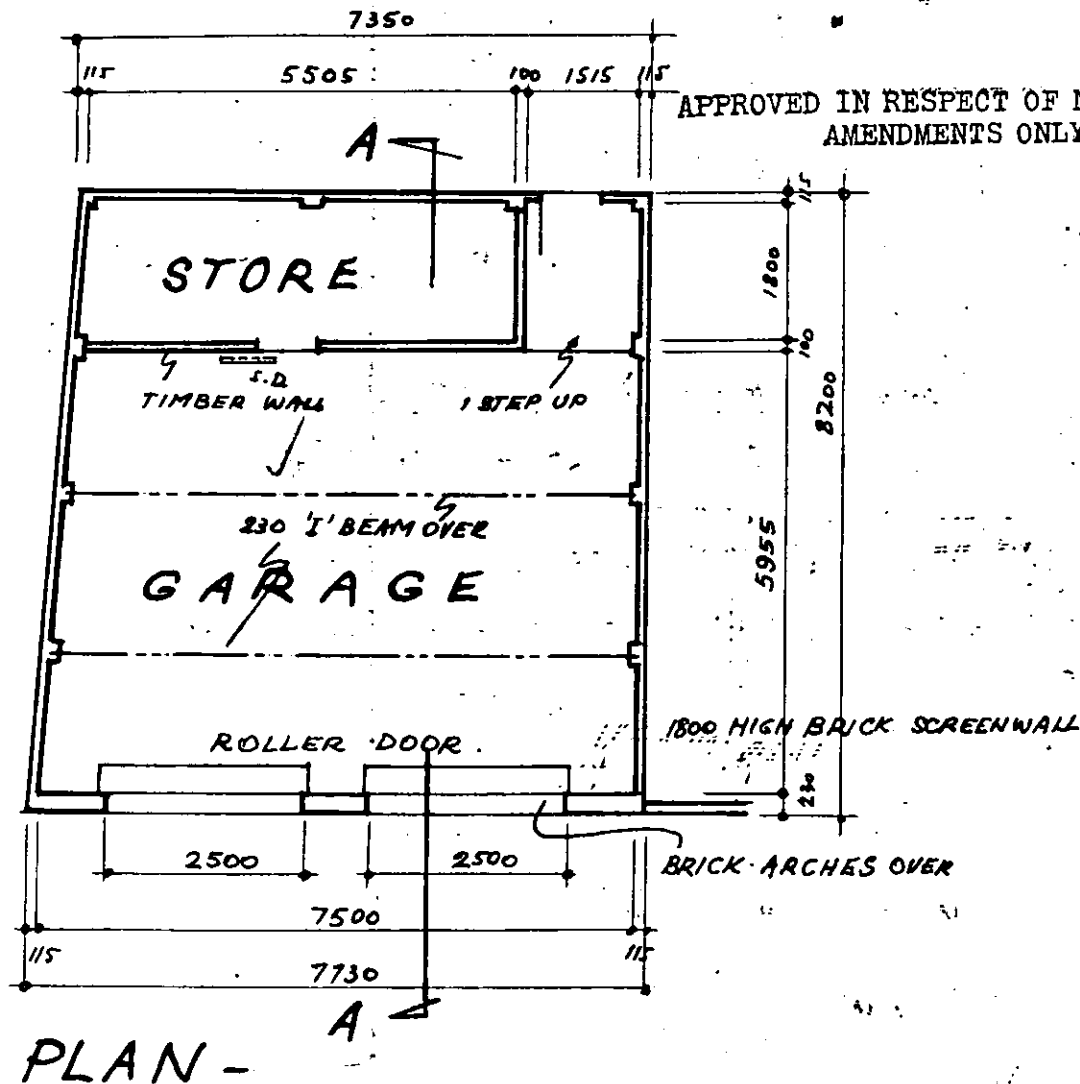 7350
115 5505 100 1515 115
APPROVED IN RESPECT OF
AMENDMENTS ONLY
A
115
STORE
1800
100
S.D
TIMBER WALL
1 STEP UP
8200
230 'I' BEAM OVER
5955
GARAGE
ROLLER DOOR
1800 HIGH BRICK SCREENWALL
230
2500 2500
BRICK ARCHES OVER
7500
115 115
7730
A
PLAN -